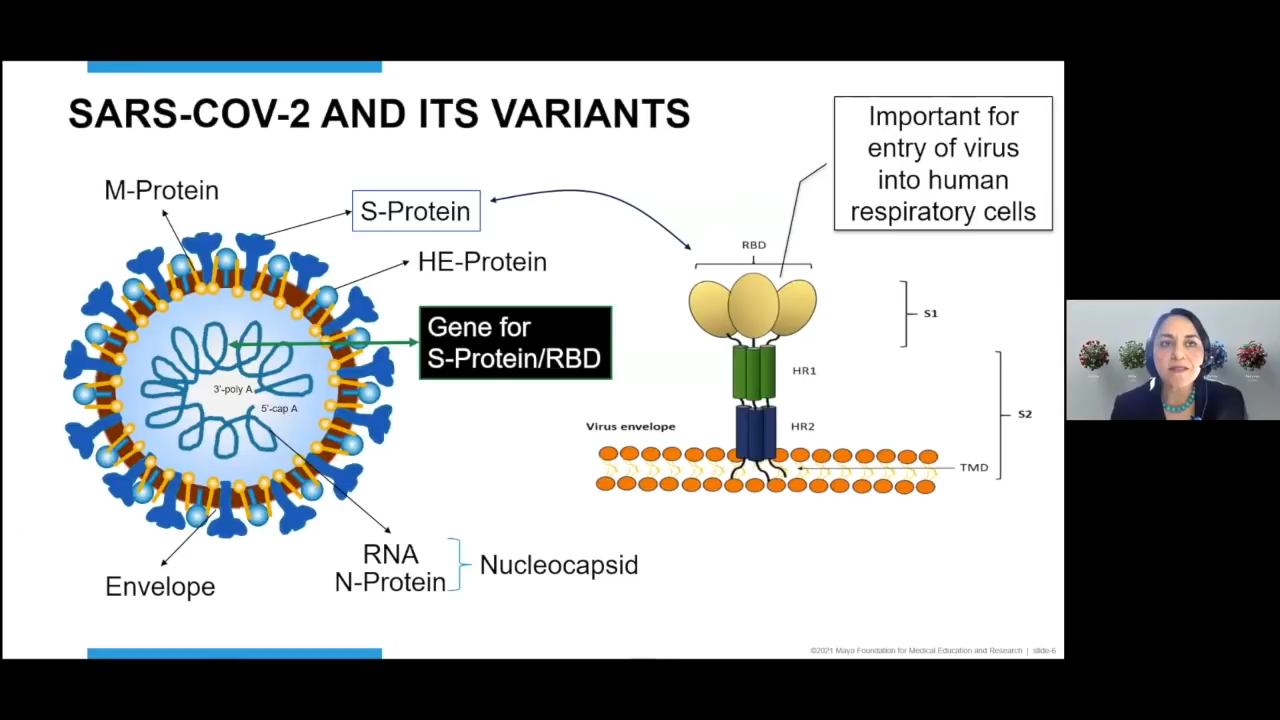 SARS-COV-2 AND ITS VARIANTS
Important for
entry of virus
into human
respiratory cells
M-Protein
S-Protein
HE-Protein
Gene for
S-Protein/RBD
3'-poly A
5'-cap A
RBD
S1
HR1
S2
HR2
Virus envelope
TMD
RNA
N-Protein
Nucleocapsid
Envelope
©2021 Mayo Foundation for Medical Education and Research | slide-6